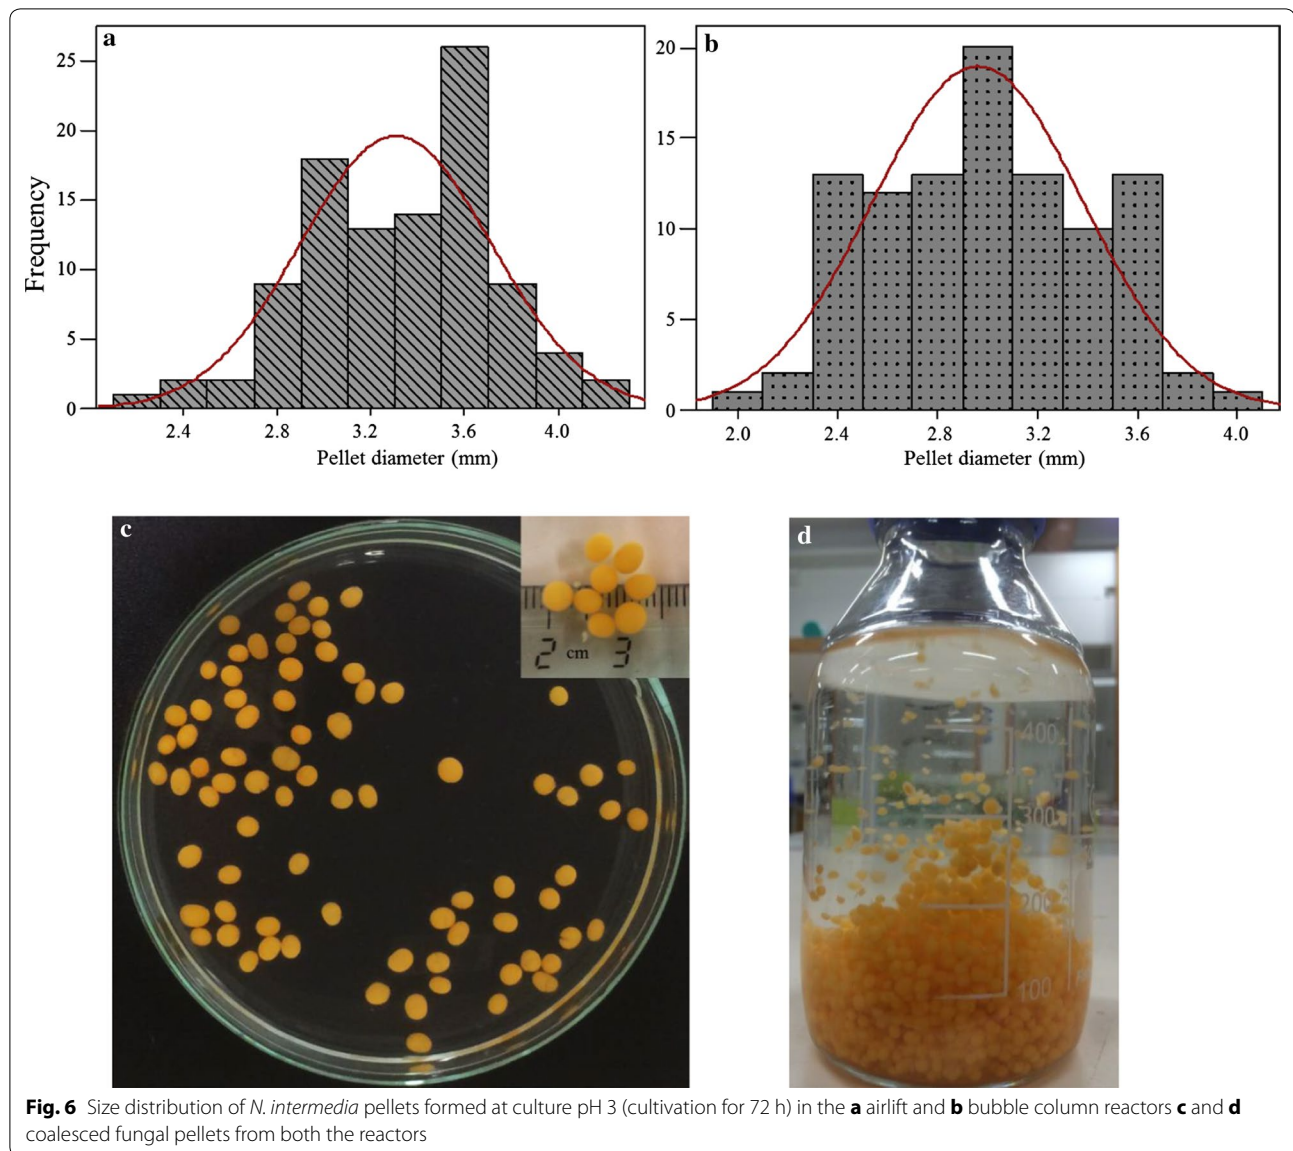 a
25
20
15
10
5
0
Frequency
2.4 2.8 3.2 3.6 4.0
Pellet diameter (mm)
b
20
15
10
5
0
2.0 2.4 2.8 3.2 3.6 4.0
Pellet diameter (mm)
c
2 cm 3
d
400
300
200
100
Fig. 6 Size distribution of N. intermedia pellets formed at culture pH 3 (cultivation for 72 h) in the a airlift and b bubble column reactors c and d
coalesced fungal pellets from both the reactors